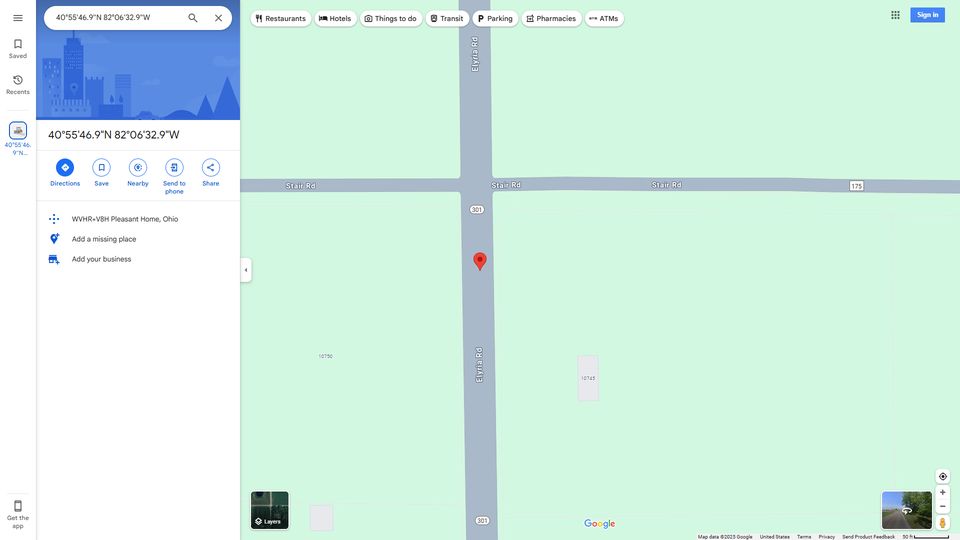 40°55'46.9"N 82°06'32.9"W
Restaurants
Hotels
Things to do
Transit
Parking
Pharmacies
ATMs
Sign in
Saved
Recents
40°55'46.
9"N...
40°55'46.9"N 82°06'32.9"W
Directions
Save
Nearby
Send to
phone
Share
WVHR+V8H Pleasant Home, Ohio
Add a missing place
Add your business
Get the
app
Elyria Rd
Stair Rd
Stair Rd
Stair Rd
175
301
Elyria Rd
10750
10745
301
Layers
Google
Map data ©2025 Google
United States
Terms
Privacy
Send Product Feedback
50 ft